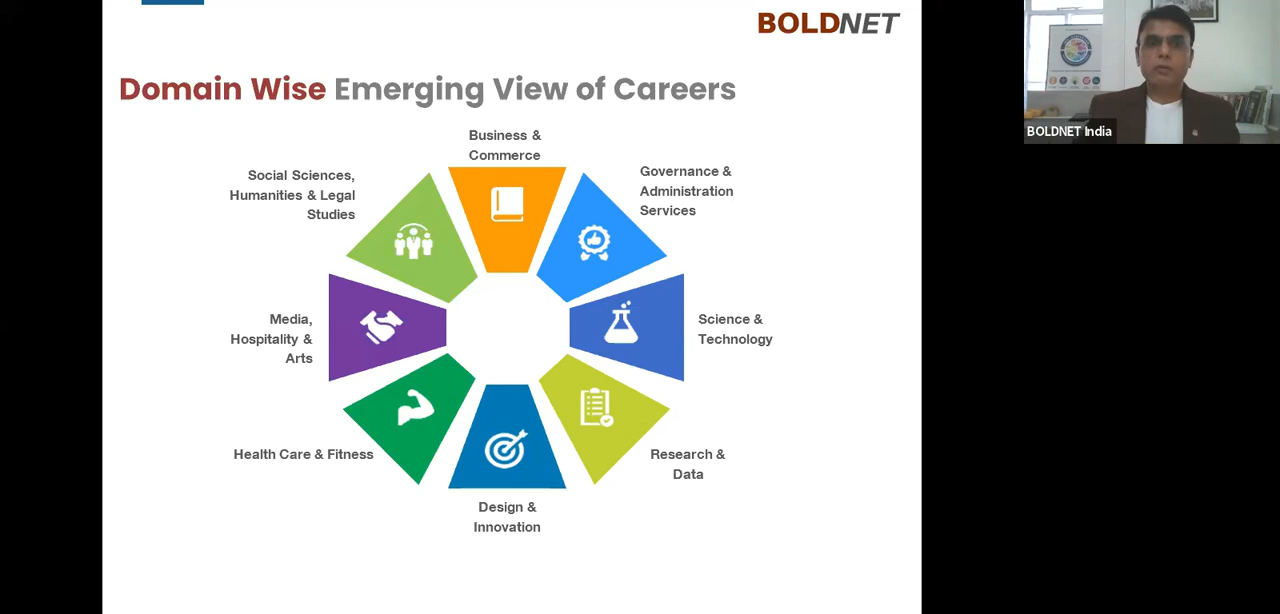 BOLDNET
Domain Wise Emerging View of Careers
Business &
Commerce
Governance &
Administration
Services
Science &
Technology
Research &
Data
Design &
Innovation
Health Care & Fitness
Media,
Hospitality &
Arts
Social Sciences,
Humanities & Legal
Studies
BOLDNET India